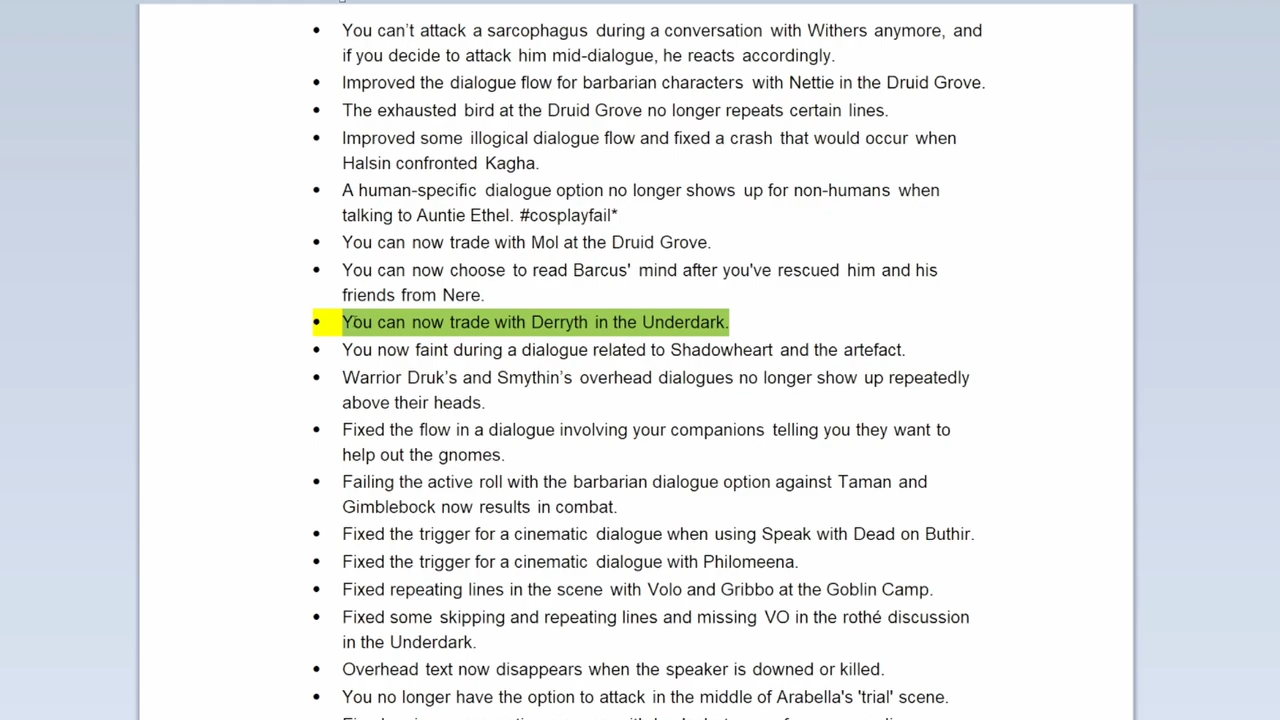 • You can't attack a sarcophagus during a conversation with Withers anymore, and
if you decide to attack him mid-dialogue, he reacts accordingly.
• Improved the dialogue flow for barbarian characters with Nettie in the Druid Grove.
• The exhausted bird at the Druid Grove no longer repeats certain lines.
• Improved some illogical dialogue flow and fixed a crash that would occur when
Halsin confronted Kagha.
• A human-specific dialogue option no longer shows up for non-humans when
talking to Auntie Ethel. #cosplayfail*
• You can now trade with Mol at the Druid Grove.
• You can now choose to read Barcus' mind after you've rescued him and his
friends from Nere.
• You can now trade with Derryth in the Underdark.
• You now faint during a dialogue related to Shadowheart and the artefact.
• Warrior Druk's and Smythin's overhead dialogues no longer show up repeatedly
above their heads.
• Fixed the flow in a dialogue involving your companions telling you they want to
help out the gnomes.
• Failing the active roll with the barbarian dialogue option against Taman and
Gimblebock now results in combat.
• Fixed the trigger for a cinematic dialogue when using Speak with Dead on Buthir.
• Fixed the trigger for a cinematic dialogue with Philomeena.
• Fixed repeating lines in the scene with Volo and Gribbo at the Goblin Camp.
• Fixed some skipping and repeating lines and missing VO in the rothé discussion
in the Underdark.
• Overhead text now disappears when the speaker is downed or killed.
• You no longer have the option to attack in the middle of Arabella's 'trial' scene.